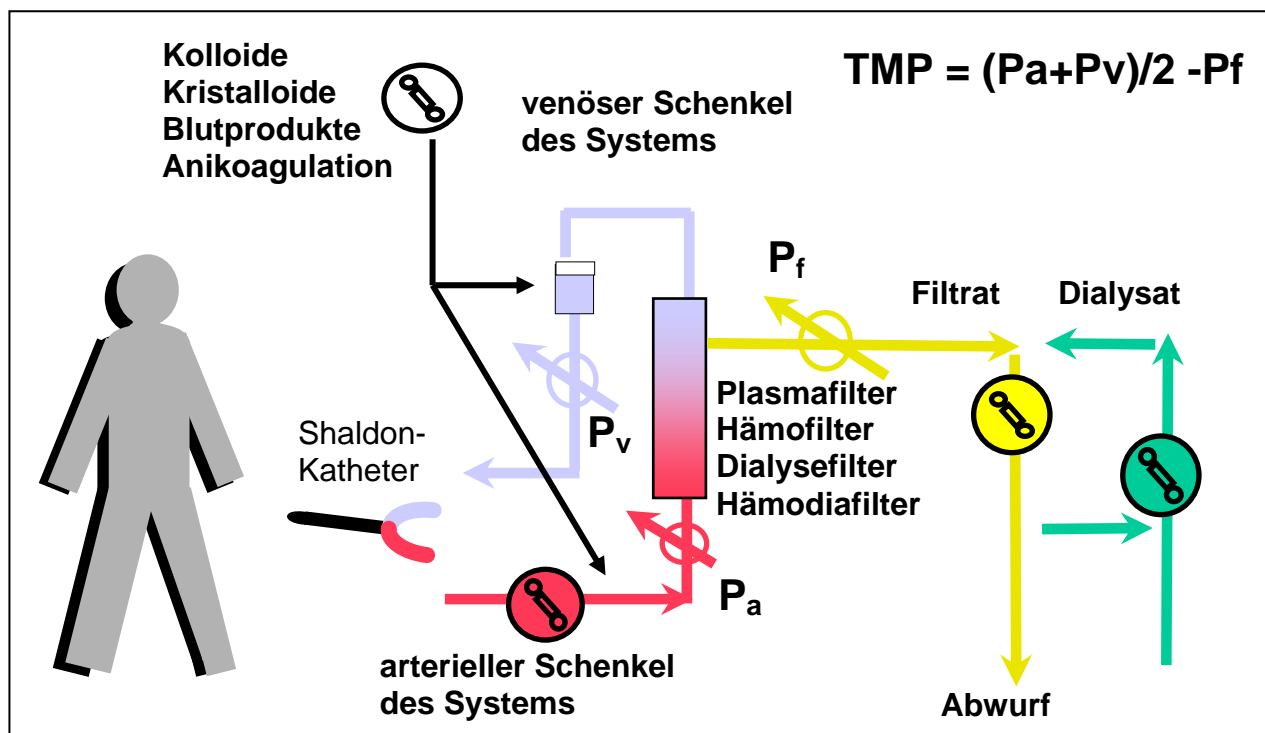 Kolloide
Kristalloide
Blutprodukte
Anikoagulation
venöser Schenkel
des Systems
TMP = (Pa+Pv)/2 -Pf
Pf
Filtrat
Dialysat
Pv
Plasmafilter
Hämofilter
Dialysefilter
Hämodiafilter
Shaldon-
Katheter
Pa
arterieller Schenkel
des Systems
Abwurf